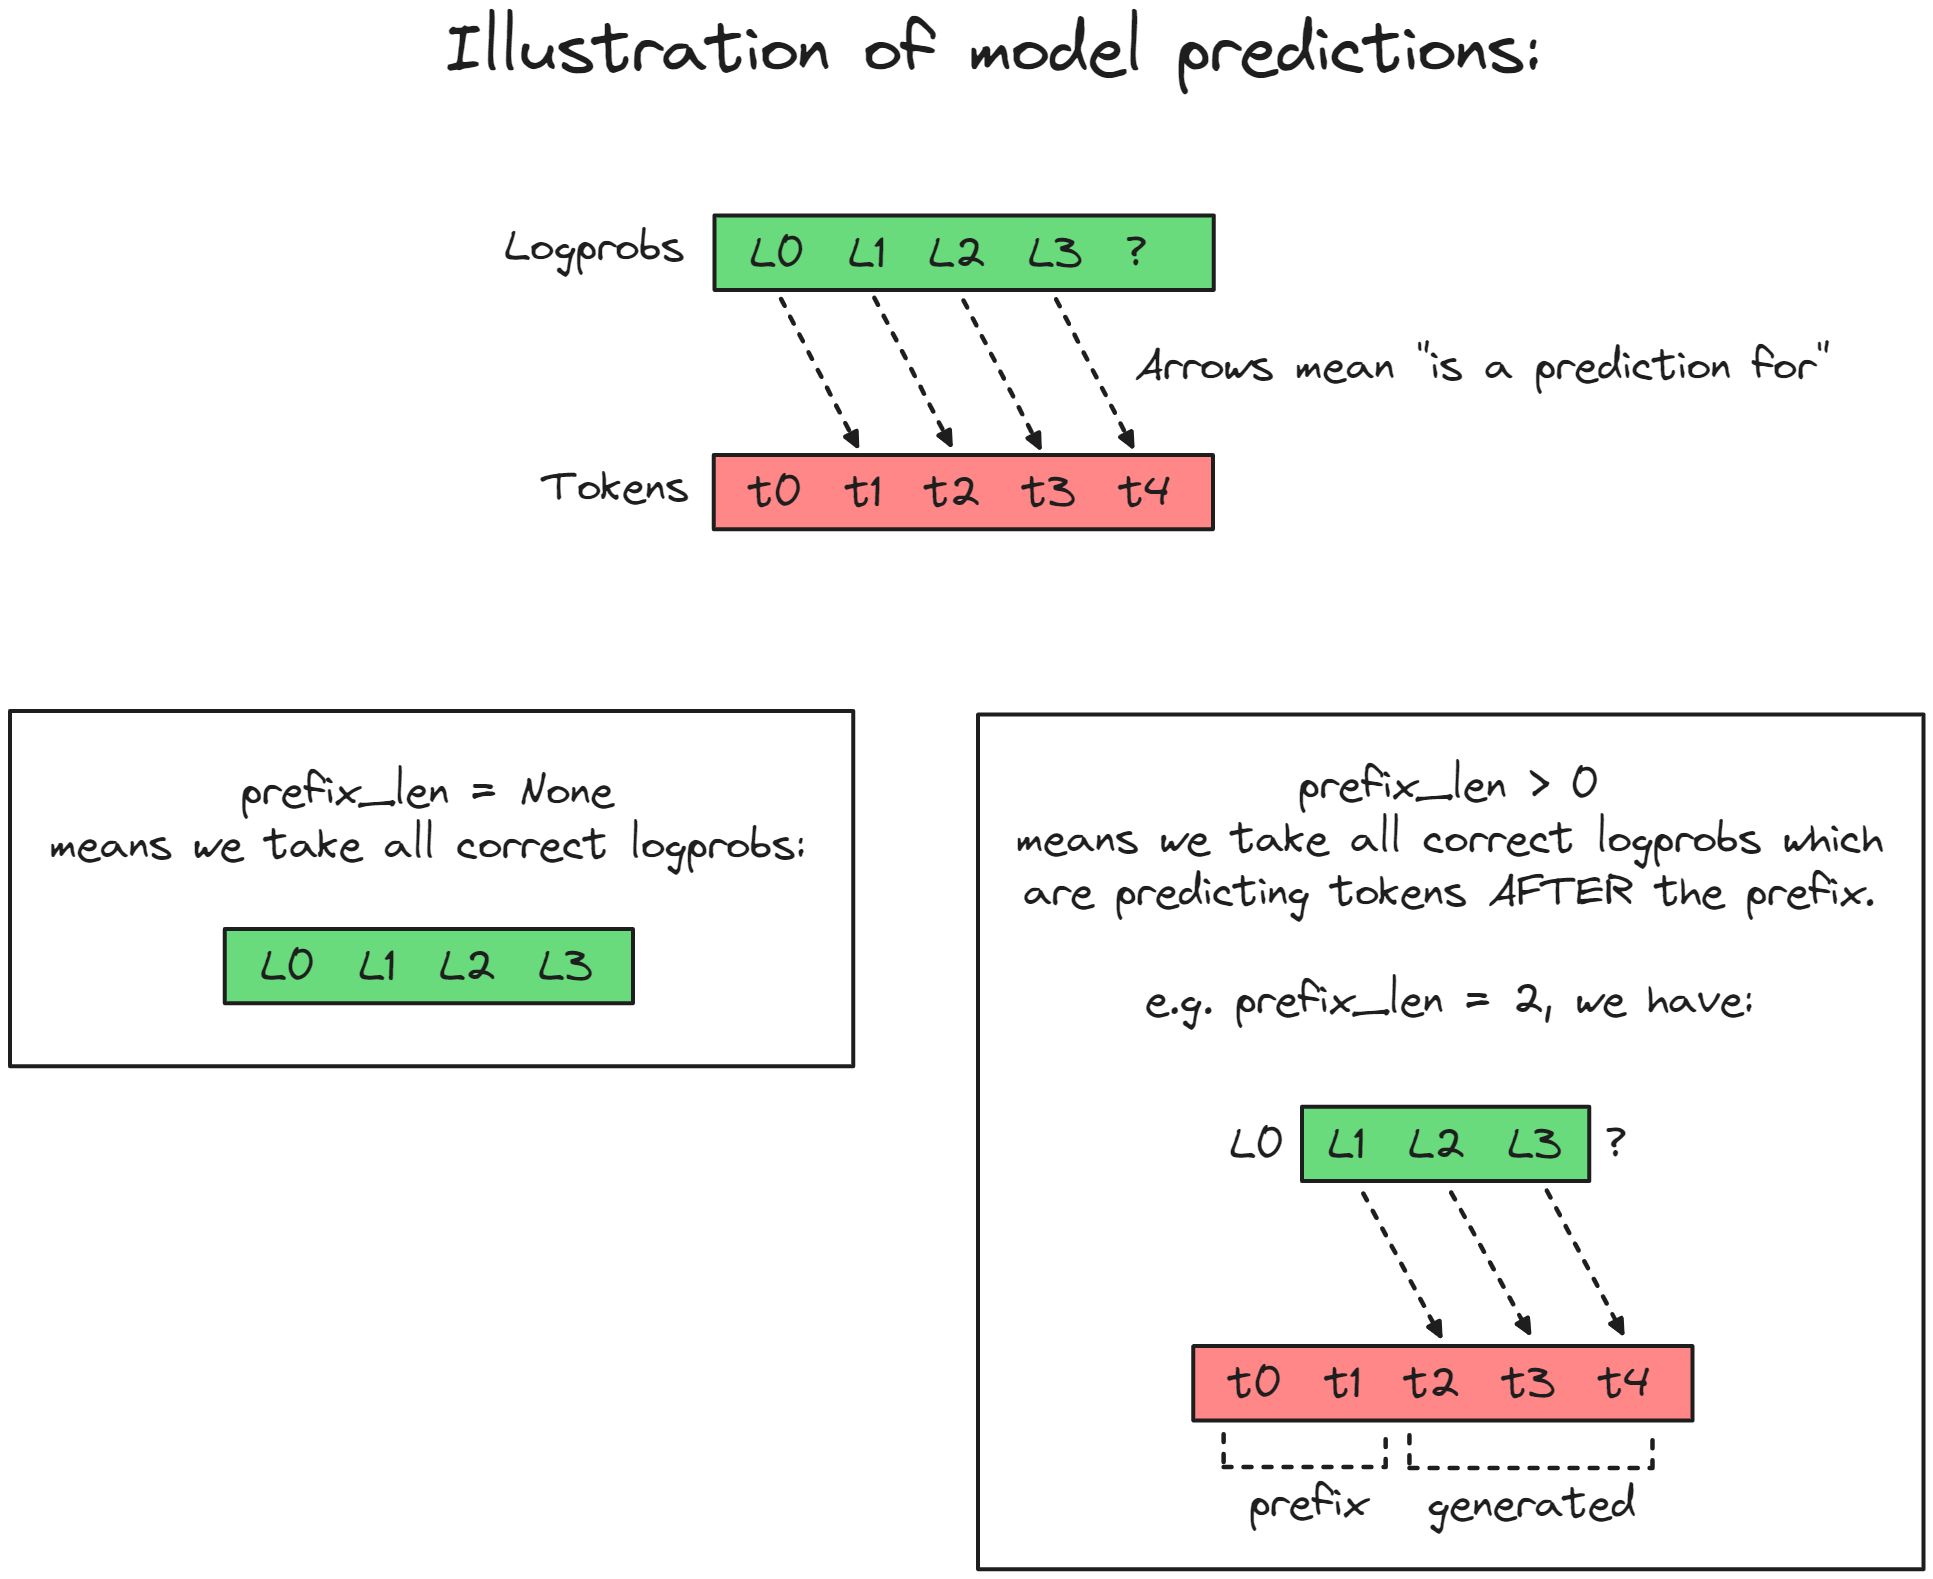 Illustration of model predictions:
Logprobs
L0 L1 L2 L3 ?
Arrows mean "is a prediction for"
Tokens
t0 t1 t2 t3 t4
prefix_len = None
means we take all correct logprobs:
L0 L1 L2 L3
prefix_len > 0
means we take all correct logprobs which
are predicting tokens AFTER the prefix.
e.g. prefix_len = 2, we have:
L0 L1 L2 L3 ?
t0 t1 t2 t3 t4
prefix generated